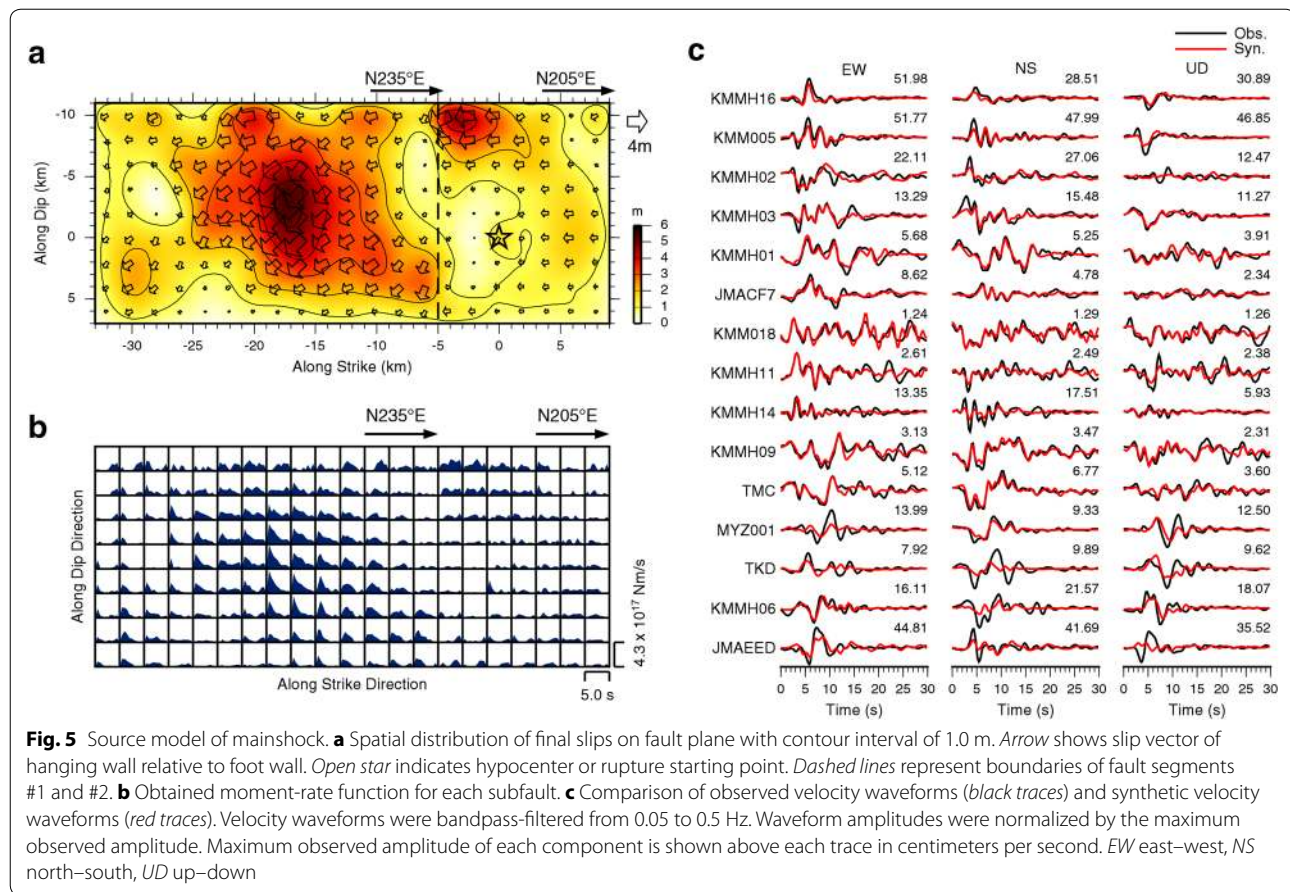 a
N235°E
N205°E
-10
-5
0
5
Along Dip (km)
-30
-25
-20
-15
-10
-5
0
5
Along Strike (km)
4m
m
6
5
4
3
2
1
0
b
N235°E
N205°E
Along Dip Direction
Along Strike Direction
4.3 x 10¹⁷ Nm/s
5.0 s
c
Obs.
Syn.
EW NS UD
51.98 28.51 30.89
KMMH16
51.77 47.99 46.85
KMM005
22.11 27.06 12.47
KMMH02
13.29 15.48 11.27
KMMH03
5.68 5.25 3.91
KMMH01
8.62 4.78 2.34
JMACF7
1.24 1.29 1.26
KMM018
2.61 2.49 2.38
KMMH11
13.35 17.51 5.93
KMMH14
3.13 3.47 2.31
KMMH09
5.12 6.77 3.60
TMC
13.99 9.33 12.50
MYZ001
7.92 9.89 9.62
TKD
16.11 21.57 18.07
KMMH06
44.81 41.69 35.52
JMAEED
0 5 10 15 20 25 30 0 5 10 15 20 25 30 0 5 10 15 20 25 30
Time (s) Time (s) Time (s)
Fig. 5 Source model of mainshock. a Spatial distribution of final slips on fault plane with contour interval of 1.0 m. Arrow shows slip vector of
hanging wall relative to foot wall. Open star indicates hypocenter or rupture starting point. Dashed lines represent boundaries of fault segments
#1 and #2. b Obtained moment-rate function for each subfault. c Comparison of observed velocity waveforms (black traces) and synthetic velocity
waveforms (red traces). Velocity waveforms were bandpass-filtered from 0.05 to 0.5 Hz. Waveform amplitudes were normalized by the maximum
observed amplitude. Maximum observed amplitude of each component is shown above each trace in centimeters per second. EW east–west, NS
north–south, UD up–down